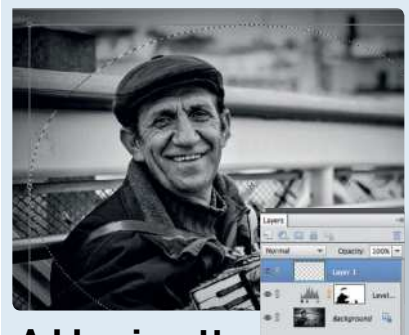 Layers
Normal
Opacity: 100%
Layer 1
Level...
Background